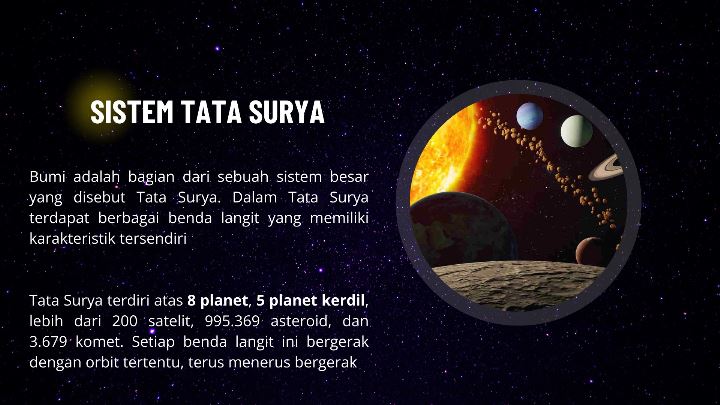 SISTEM TATA SURYA
Bumi adalah bagian dari sebuah sistem besar
yang disebut Tata Surya. Dalam Tata Surya
terdapat berbagai benda langit yang memiliki
karakteristik tersendiri
Tata Surya terdiri atas 8 planet, 5 planet kerdil,
lebih dari 200 satelit, 995.369 asteroid, dan
3.679 komet. Setiap benda langit ini bergerak
dengan orbit tertentu, terus menerus bergerak